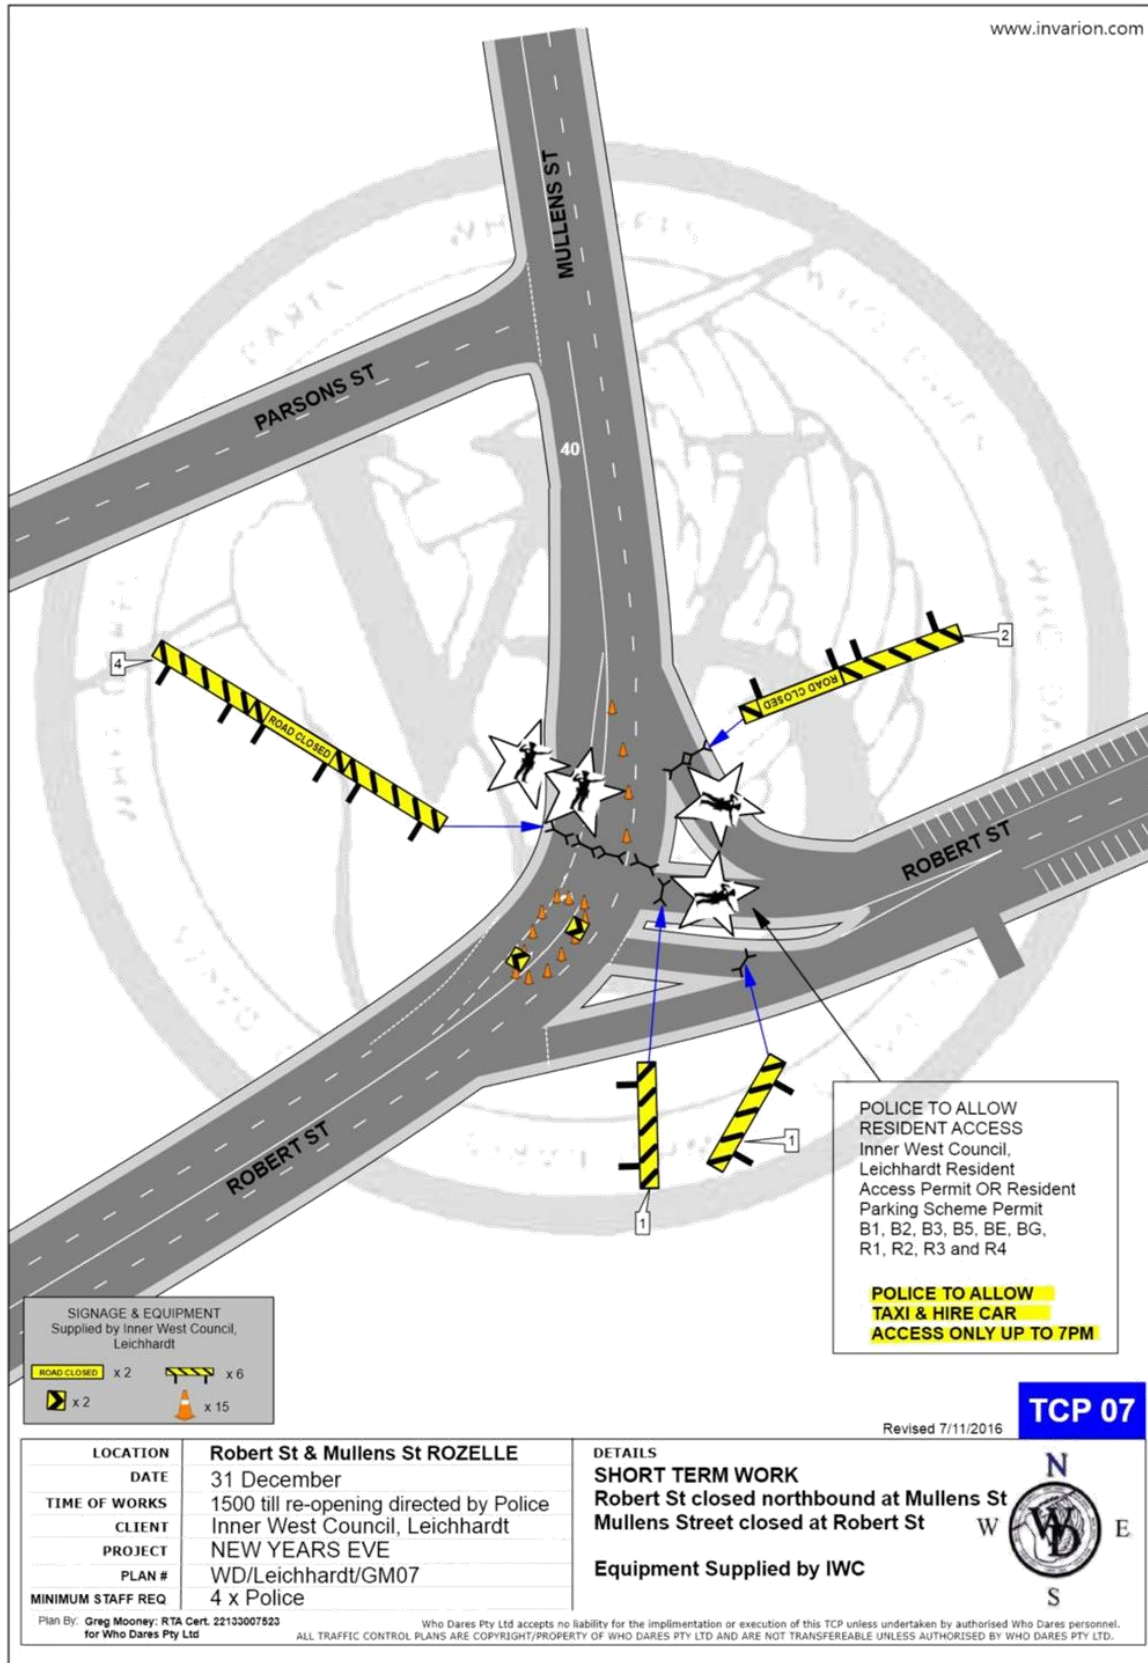 www.invarion.com
MULLENS ST
PARSONS ST
40
4
ROAD CLOSED
2
ROAD CLOSED
ROBERT ST
ROBERT ST
1
1
POLICE TO ALLOW
RESIDENT ACCESS
Inner West Council,
Leichhardt Resident
Access Permit OR Resident
Parking Scheme Permit
B1, B2, B3, B5, BE, BG,
R1, R2, R3 and R4
POLICE TO ALLOW
TAXI & HIRE CAR
ACCESS ONLY UP TO 7PM
SIGNAGE & EQUIPMENT
Supplied by Inner West Council,
Leichhardt
ROAD CLOSED x 2 x 6
x 2 x 15
Revised 7/11/2016
TCP 07
LOCATION Robert St & Mullens St ROZELLE
DATE 31 December
TIME OF WORKS 1500 till re-opening directed by Police
CLIENT Inner West Council, Leichhardt
PROJECT NEW YEARS EVE
PLAN # WD/Leichhardt/GM07
MINIMUM STAFF REQ 4 x Police
DETAILS
SHORT TERM WORK
Robert St closed northbound at Mullens St
Mullens Street closed at Robert St
Equipment Supplied by IWC
N
W E
S
WD
Plan By: Greg Mooney: RTA Cert. 22133007523
for Who Dares Pty Ltd
Who Dares Pty Ltd accepts no liability for the implimentation or execution of this TCP unless undertaken by authorised Who Dares personnel.
ALL TRAFFIC CONTROL PLANS ARE COPYRIGHT/PROPERTY OF WHO DARES PTY LTD AND ARE NOT TRANSFEREABLE UNLESS AUTHORISED BY WHO DARES PTY LTD.